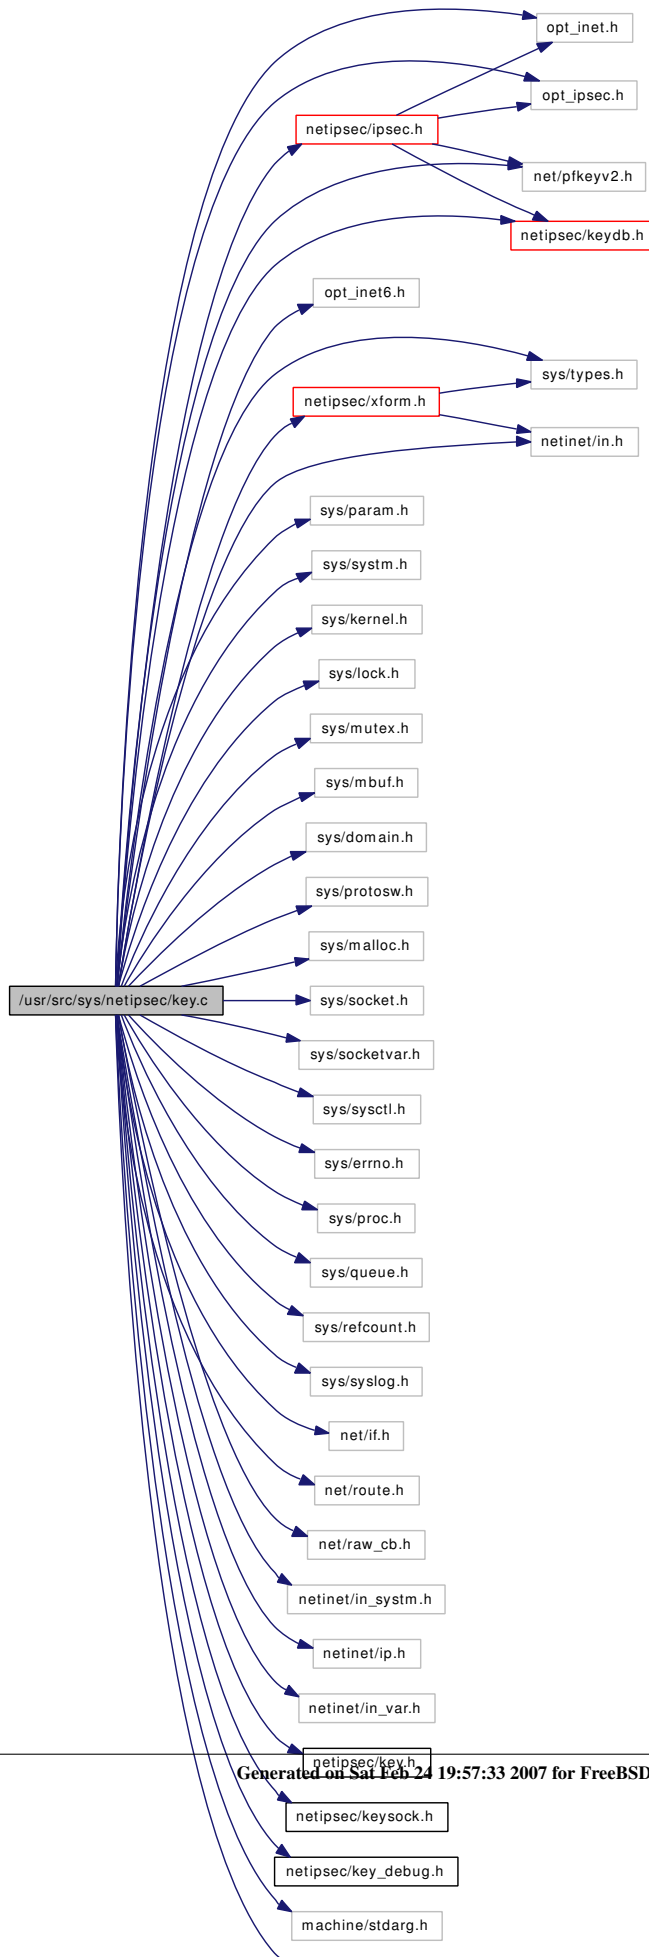 opt_inet.h
opt_ipsec.h
netipsec/ipsec.h
net/pfkeyv2.h
netipsec/keydb.h
opt_inet6.h
sys/types.h
netipsec/xform.h
netinet/in.h
sys/param.h
sys/systm.h
sys/kernel.h
sys/lock.h
sys/mutex.h
sys/mbuf.h
sys/domain.h
sys/protosw.h
sys/malloc.h
/usr/src/sys/netipsec/key.c
sys/socket.h
sys/socketvar.h
sys/sysctl.h
sys/errno.h
sys/proc.h
sys/queue.h
sys/refcount.h
sys/syslog.h
net/if.h
net/route.h
net/raw_cb.h
netinet/in_systm.h
netinet/ip.h
netinet/in_var.h
netipsec/key.h
Generated on Sat Feb 24 19:57:33 2007 for FreeBSD
netipsec/keysock.h
netipsec/key_debug.h
machine/stdarg.h